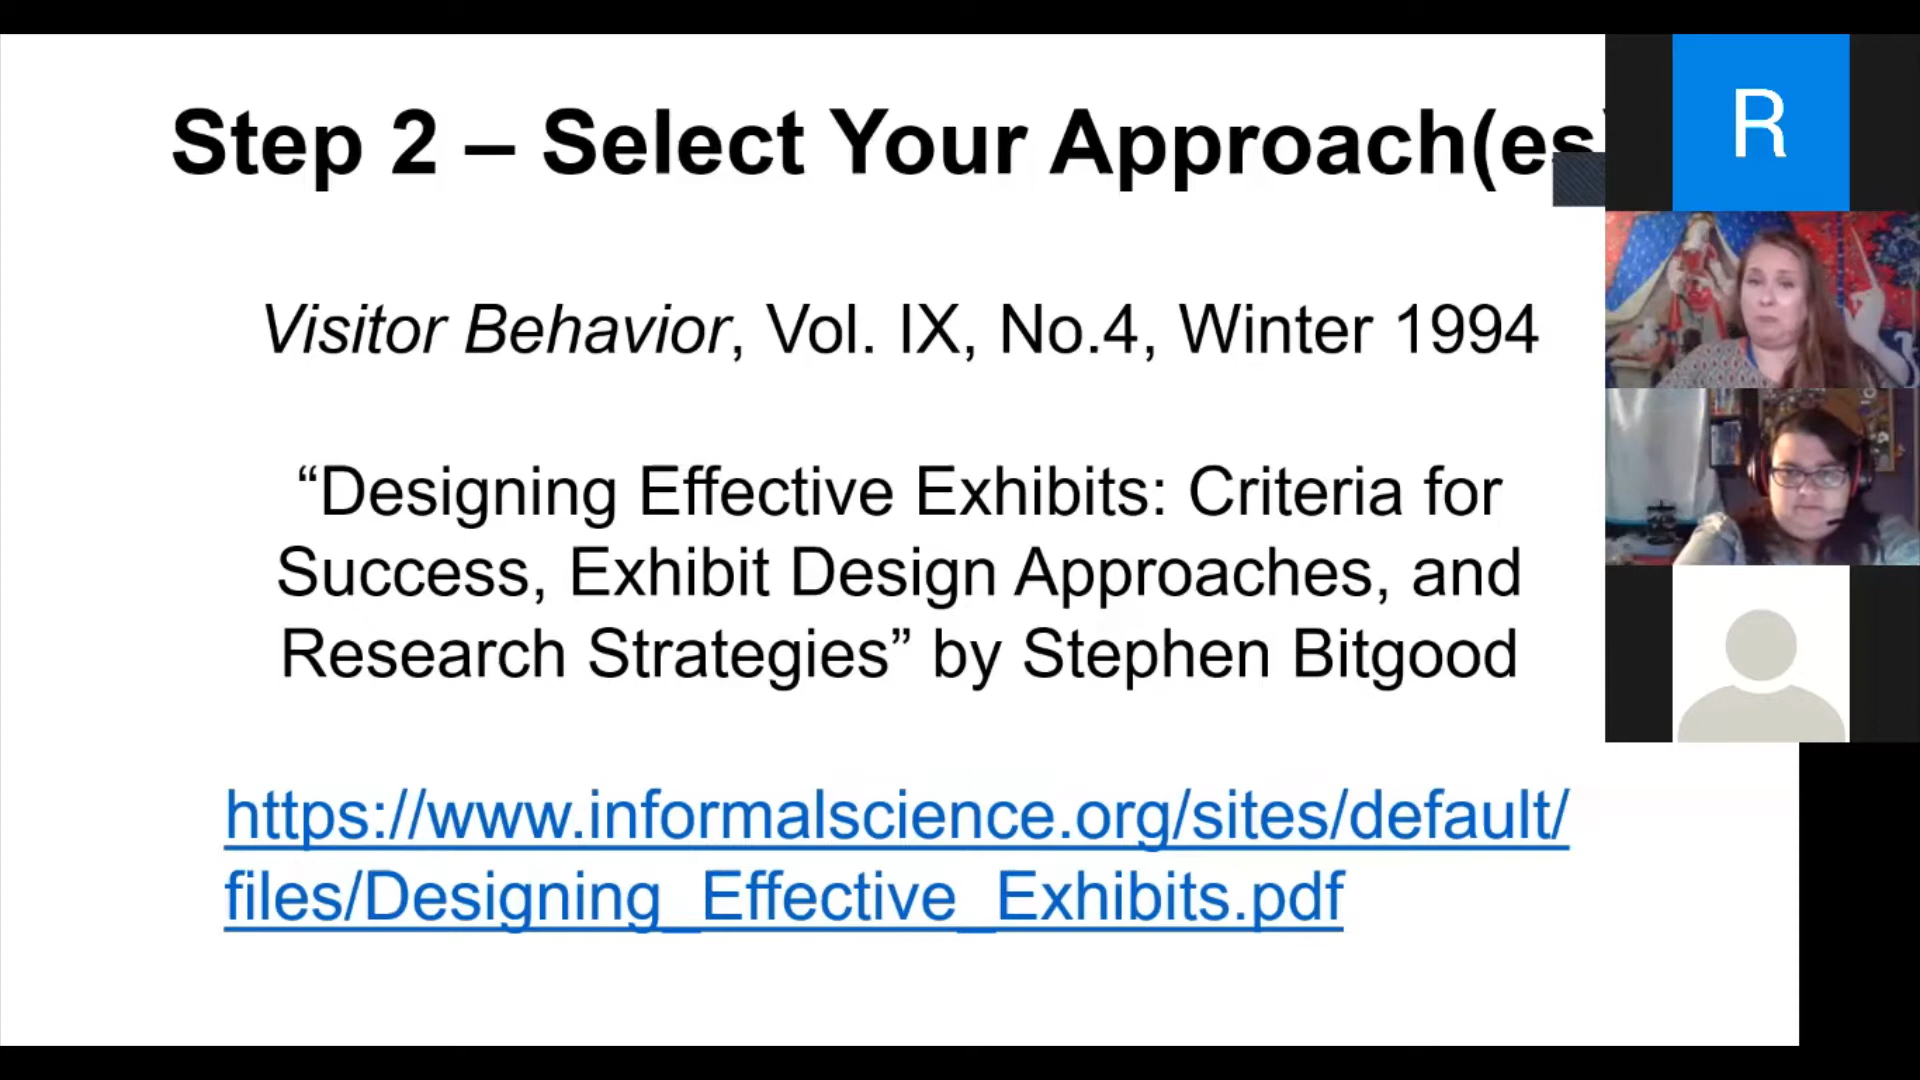 Step 2 – Select Your Approach(es)
R
Visitor Behavior, Vol. IX, No.4, Winter 1994
“Designing Effective Exhibits: Criteria for
Success, Exhibit Design Approaches, and
Research Strategies” by Stephen Bitgood
https://www.informalscience.org/sites/default/
files/Designing_Effective_Exhibits.pdf